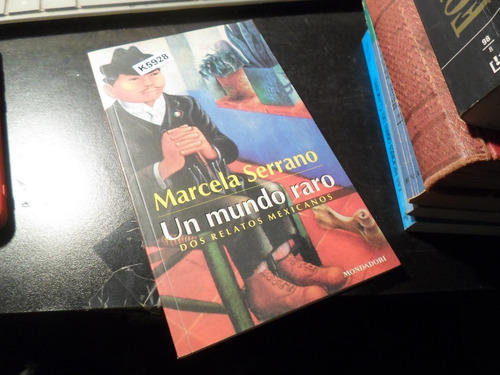 K5928
Marcela Serrano
Un mundo raro
DOS RELATOS MEXICANOS
MONDADORI